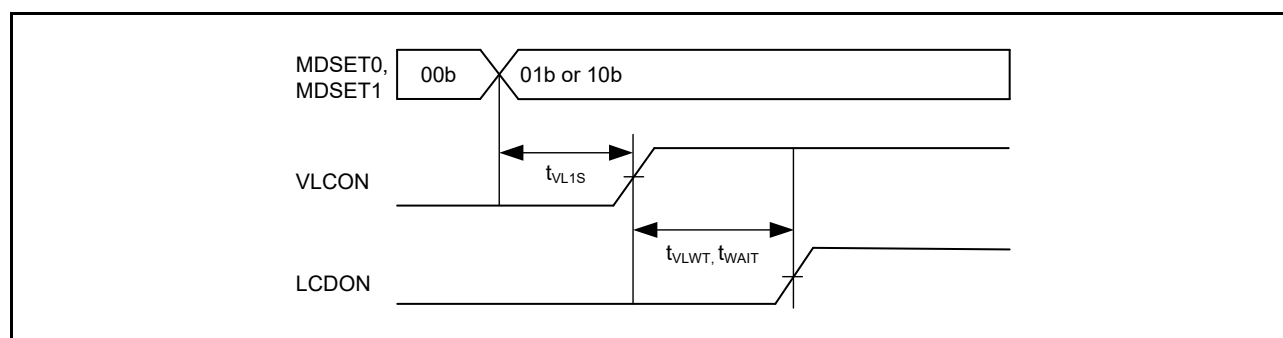 MDSET0,
MDSET1
00b
01b or 10b
tVL1S
VLCON
tVLWT, tWAIT
LCDON